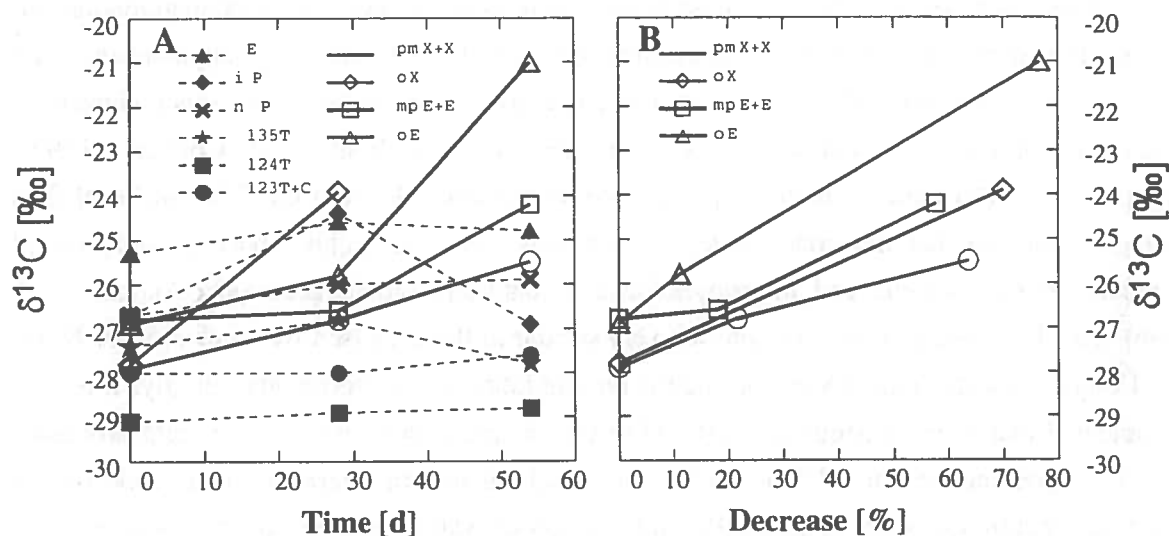 A
E
i P
n P
135T
124T
123T+C
pm X+X
o X
mp E+E
o E
-20
-21
-22
-23
-24
-25
-26
-27
-28
-29
-30
δ¹³C [‰]
0 10 20 30 40 50 60
Time [d]
B
pm X+X
o X
mp E+E
o E
0 10 20 30 40 50 60 70 80
Decrease [%]
-20
-21
-22
-23
-24
-25
-26
-27
-28
-29
-30
δ¹³C [‰]